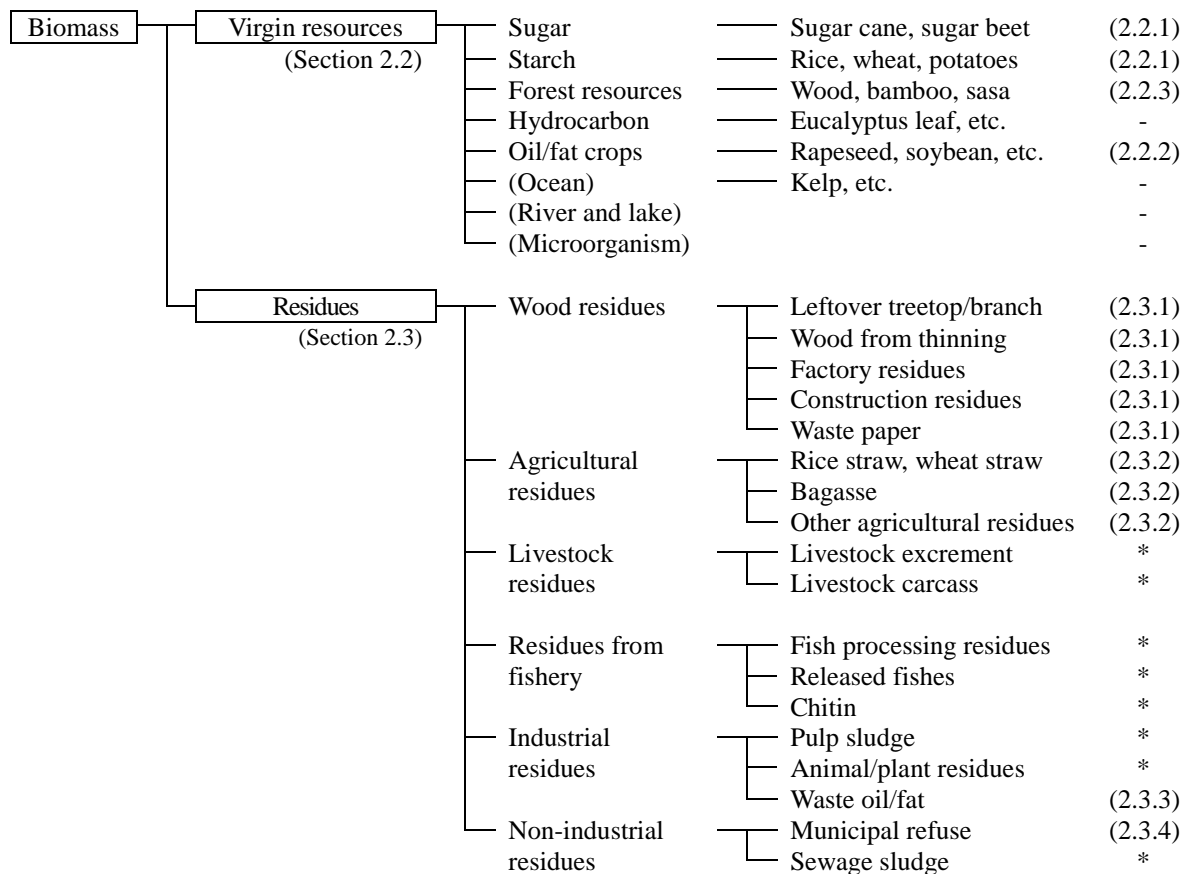 Biomass Virgin resources Sugar Sugar cane, sugar beet (2.2.1)
(Section 2.2) Starch Rice, wheat, potatoes (2.2.1)
Forest resources Wood, bamboo, sasa (2.2.3)
Hydrocarbon Eucalyptus leaf, etc. -
Oil/fat crops Rapeseed, soybean, etc. (2.2.2)
(Ocean) Kelp, etc. -
(River and lake) -
(Microorganism) -
Residues Wood residues Leftover treetop/branch (2.3.1)
(Section 2.3) Wood from thinning (2.3.1)
Factory residues (2.3.1)
Construction residues (2.3.1)
Waste paper (2.3.1)
Agricultural Rice straw, wheat straw (2.3.2)
residues Bagasse (2.3.2)
Other agricultural residues (2.3.2)
Livestock Livestock excrement *
residues Livestock carcass *
Residues from Fish processing residues *
fishery Released fishes *
Chitin *
Industrial Pulp sludge *
residues Animal/plant residues *
Waste oil/fat (2.3.3)
Non-industrial Municipal refuse (2.3.4)
residues Sewage sludge *